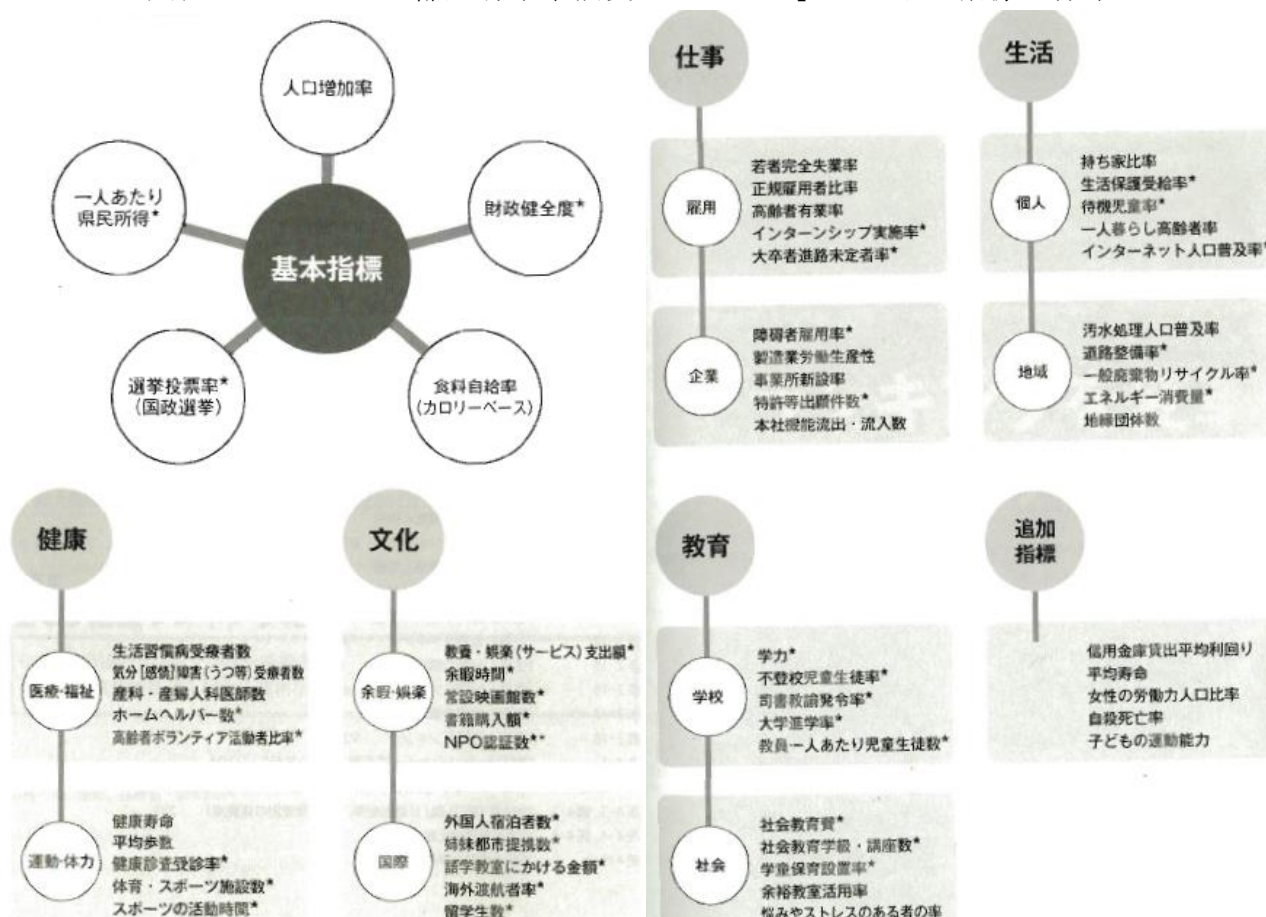 人口増加率
一人あたり
県民所得*
財政健全度*
基本指標
選挙投票率*
(国政選挙)
食料自給率
(カロリーベース)
仕事
雇用
若者完全失業率
正規雇用者比率
高齢者有業率
インターンシップ実施率*
大卒者進路未定者率*
企業
障碍者雇用率*
製造業労働生産性
事業所新設率
特許等出願件数*
本社機能流出・流入数
生活
個人
持ち家比率
生活保護受給率*
待機児童率*
一人暮らし高齢者率
インターネット人口普及率*
地域
汚水処理人口普及率
道路整備率*
一般廃棄物リサイクル率*
エネルギー消費量*
地縁団体数
健康
医療・福祉
生活習慣病受療者数
気分[感情]障害(うつ等)受療者数
産科・産婦人科医師数
ホームヘルパー数*
高齢者ボランティア活動者比率*
運動・体力
健康寿命
平均歩数
健康診査受診率*
体育・スポーツ施設数*
スポーツの活動時間*
文化
余暇・娯楽
教養・娯楽(サービス)支出額*
余暇時間*
常設映画館数*
書籍購入額*
NPO認証数**
国際
外国人宿泊者数*
姉妹都市提携数*
語学教室にかける金額*
海外渡航者率*
留学生数*
教育
学校
学力*
不登校児童生徒率*
司書教諭発令率*
大学進学率*
教員一人あたり児童生徒数*
社会
社会教育費*
社会教育学級・講座数*
学童保育設置率*
余裕教室活用率
悩みやストレスのある者の率
追加
指標
信用金庫貸出平均利回り
平均寿命
女性の労働力人口比率
自殺死亡率
子どもの運動能力